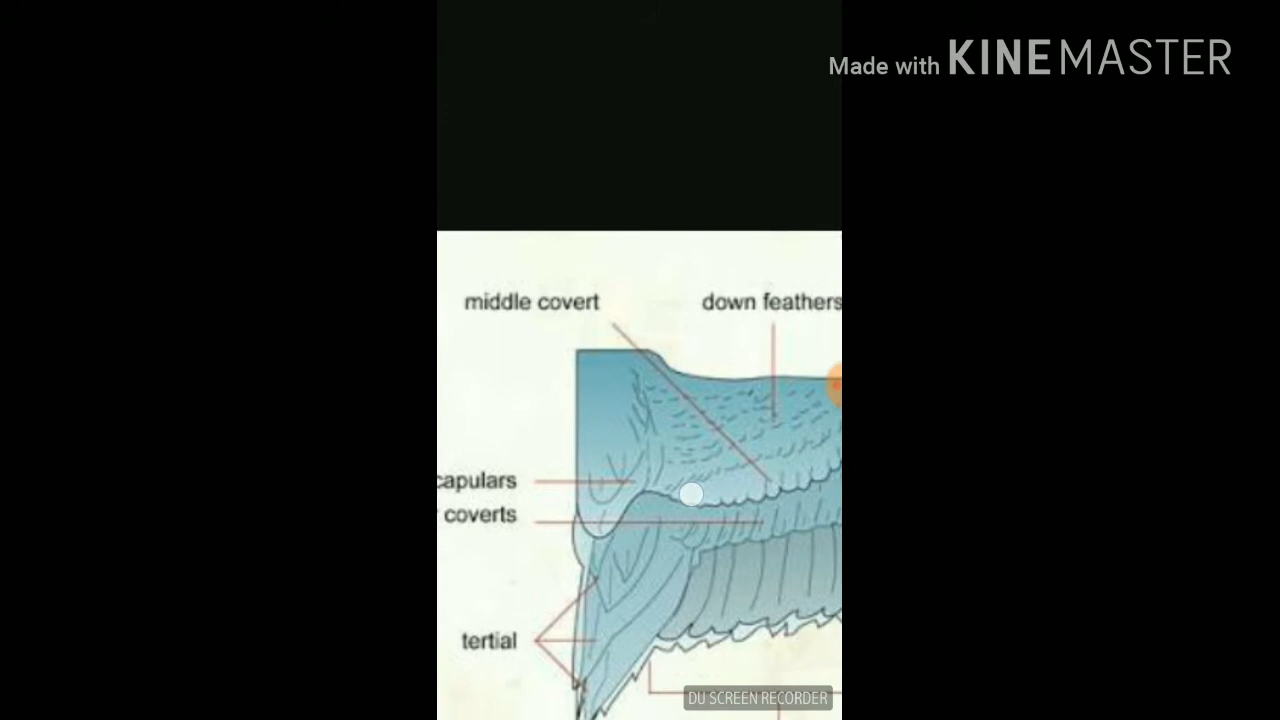 Made with KINEMASTER
middle covert down feathers
capulars
coverts
tertial
DU SCREEN RECORDER